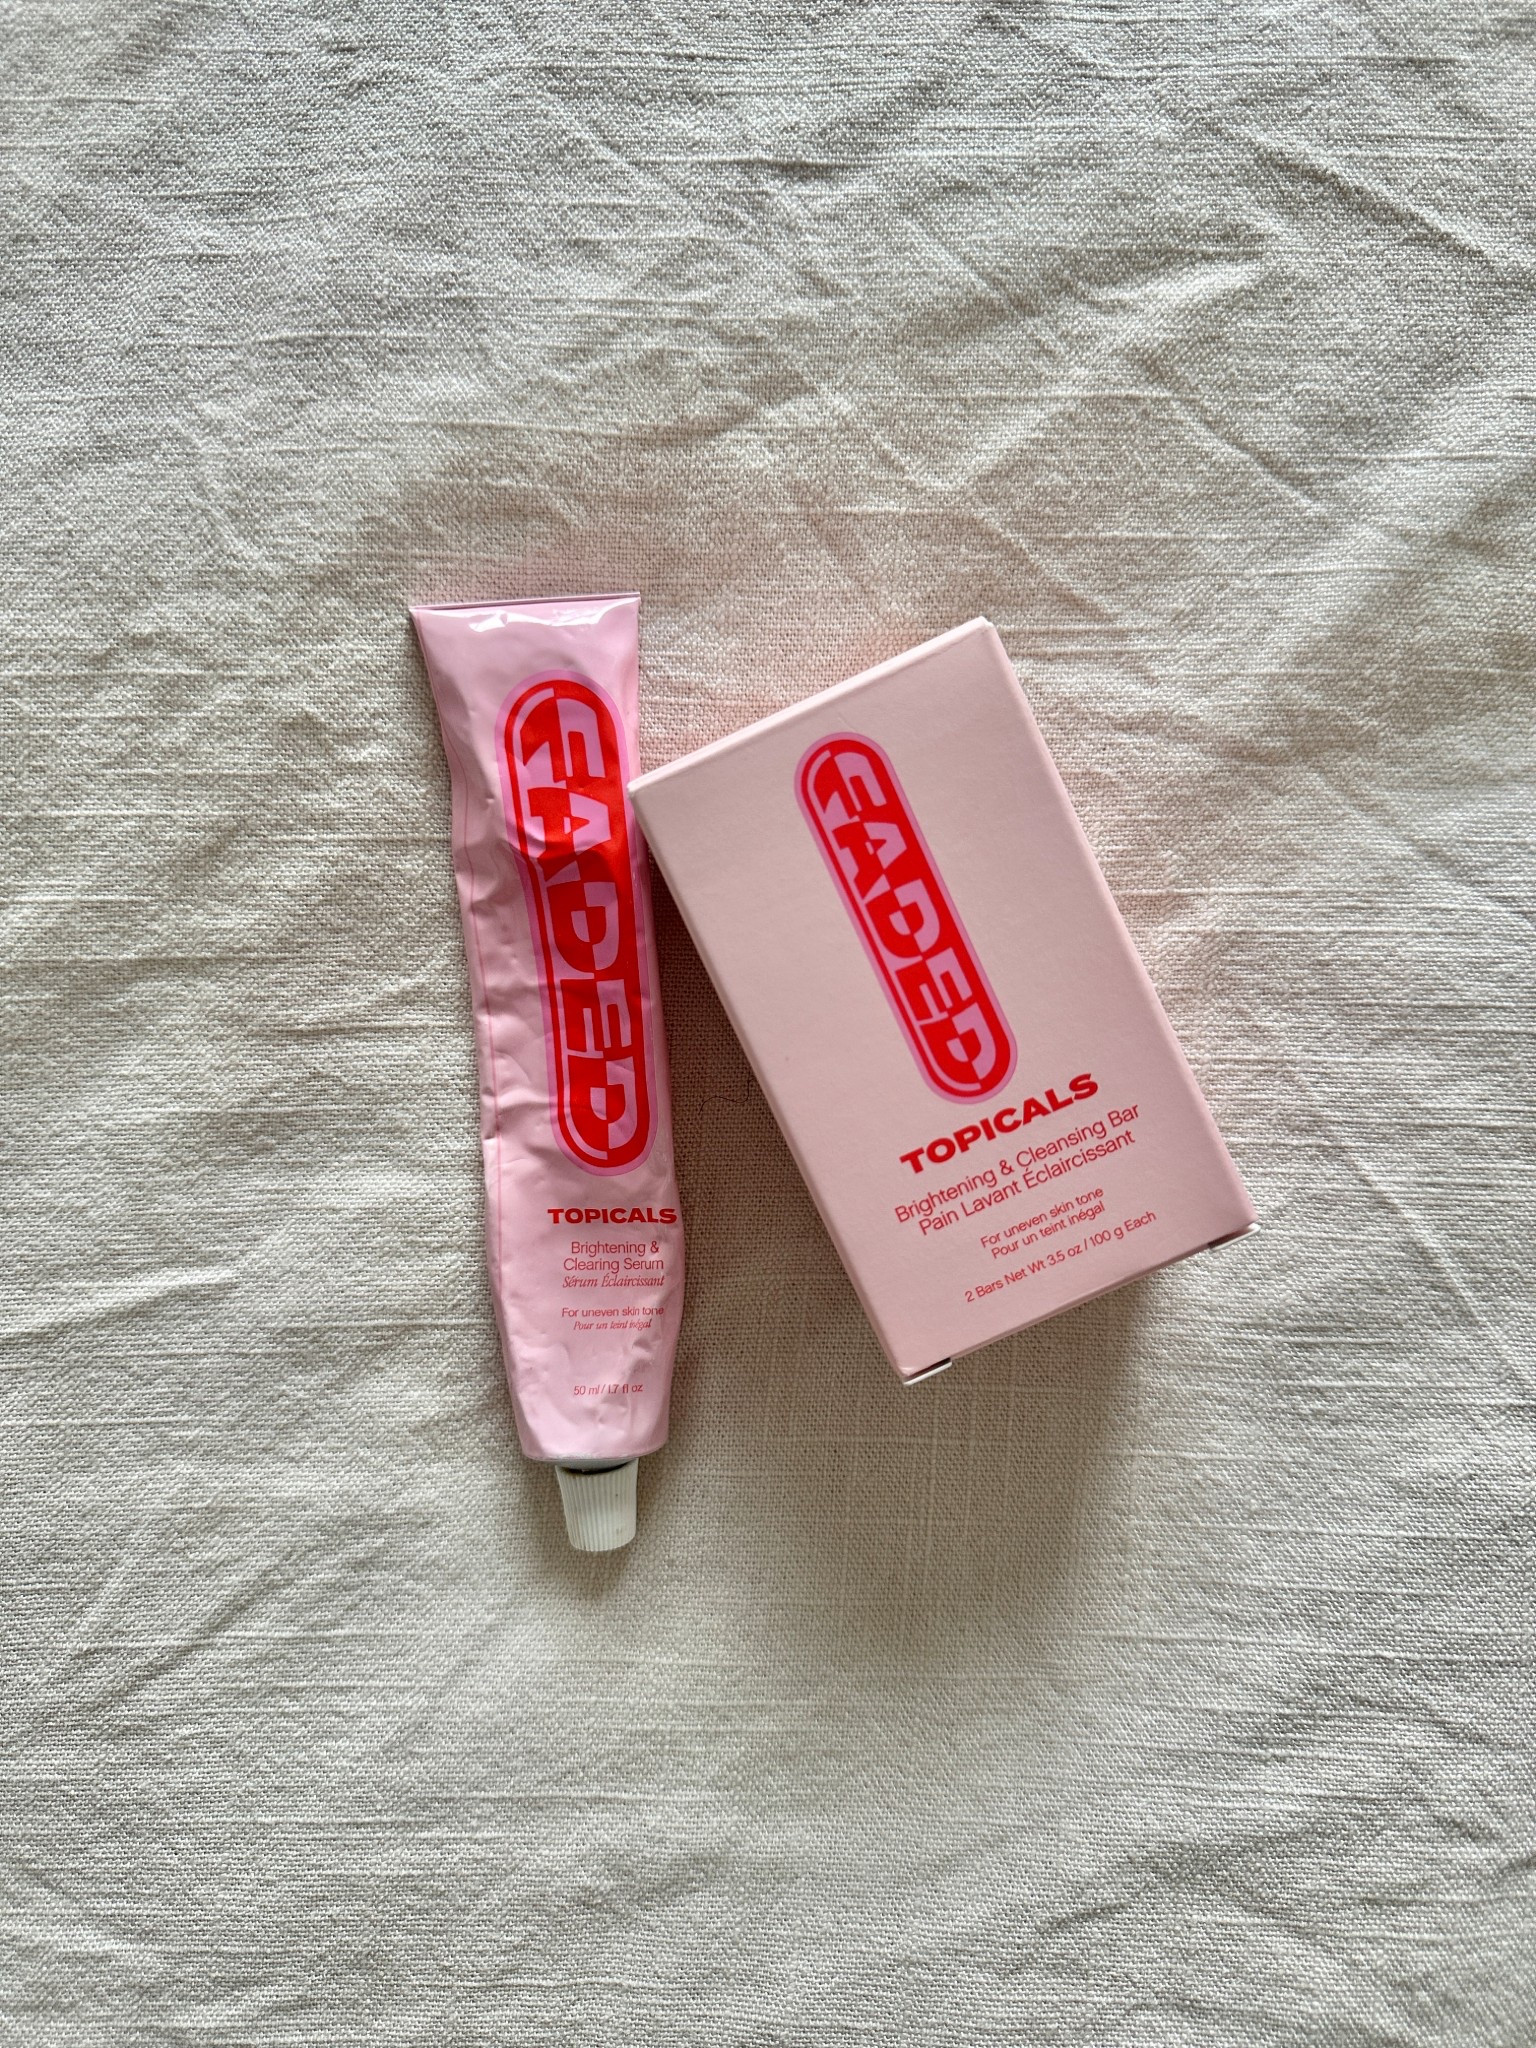 FADED
TOPICALS
Brightening &
Clearing Serum
Sérum Éclaircissant
For uneven skin tone
Pour un teint inégal
50 ml / 1.7 fl oz
FADED
TOPICALS
Brightening & Cleansing Bar
Pain Lavant Éclaircissant
For uneven skin tone
Pour un teint inégal
2 Bars Net Wt 3.5 oz / 100 g Each